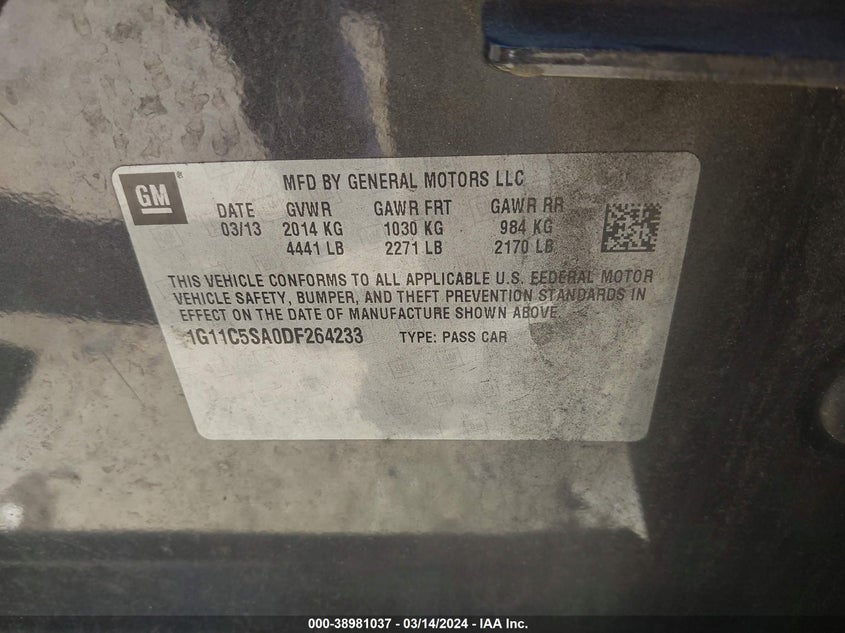 GM ®
MFD BY GENERAL MOTORS LLC
DATE GVWR GAWR FRT GAWR RR
03/13 2014 KG 1030 KG 984 KG
4441 LB 2271 LB 2170 LB
THIS VEHICLE CONFORMS TO ALL APPLICABLE U.S. FEDERAL MOTOR
VEHICLE SAFETY, BUMPER, AND THEFT PREVENTION STANDARDS IN
EFFECT ON THE DATE OF MANUFACTURE SHOWN ABOVE.
1G11C5SA0DF264233 TYPE: PASS CAR
000-38981037 - 03/14/2024 - IAA Inc.